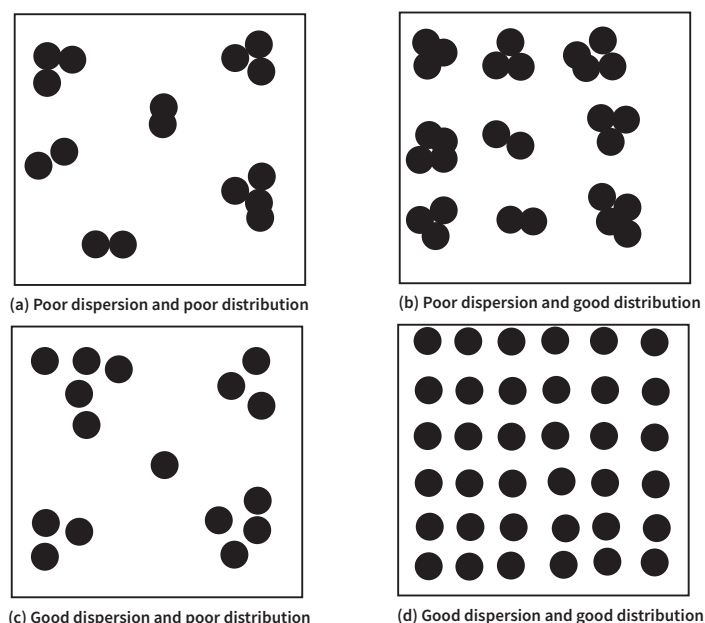 (a) Poor dispersion and poor distribution
(b) Poor dispersion and good distribution
(c) Good dispersion and poor distribution
(d) Good dispersion and good distribution